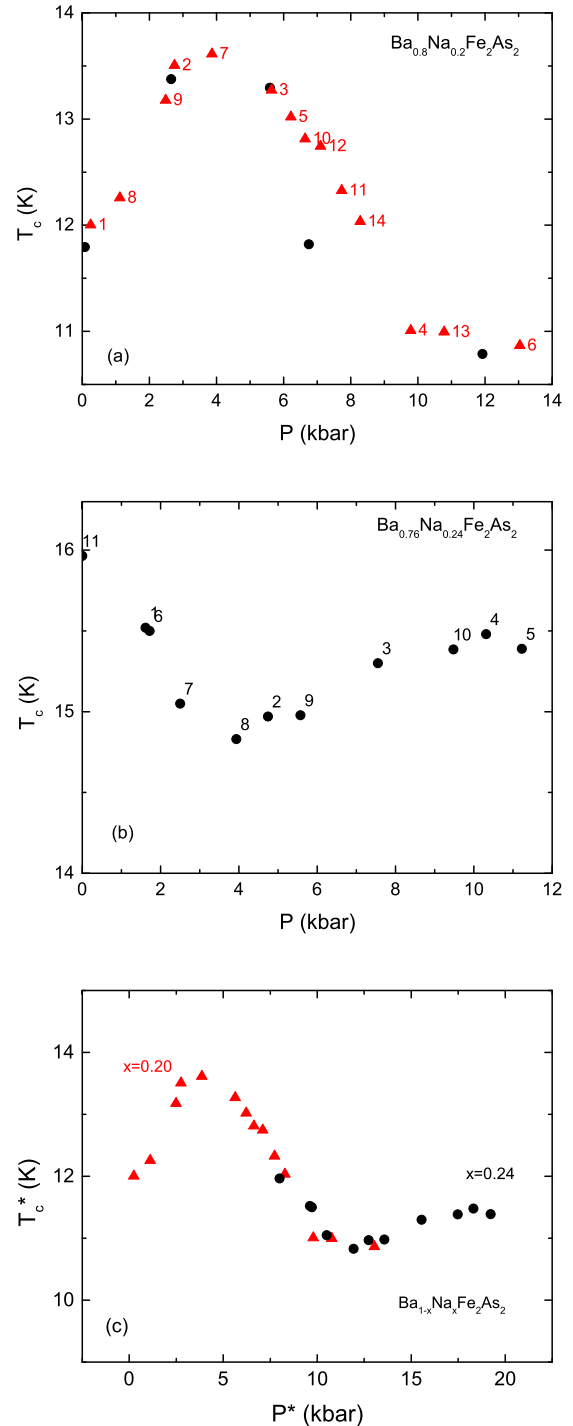 (a)
Ba0.8Na0.2Fe2As2
14
13
12
11
Tc (K)
7
2
9
3
5
10
12
8
11
1
14
4
13
6
0 2 4 6 8 10 12 14
P (kbar)
Ba0.76Na0.24Fe2As2
16
15
14
Tc (K)
11
1
6
7
8
2
9
3
10
4
5
(b)
0 2 4 6 8 10 12
P (kbar)
14
12
10
Tc* (K)
x=0.20
x=0.24
Ba1-xNaxFe2As2
(c)
0 5 10 15 20
P* (kbar)